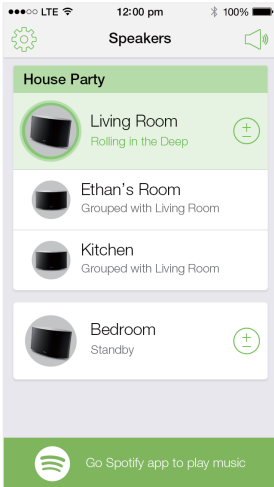 LTE 12:00 pm 100%
Speakers
House Party
Living Room
Rolling in the Deep
Ethan's Room
Grouped with Living Room
Kitchen
Grouped with Living Room
Bedroom
Standby
Go Spotify app to play music